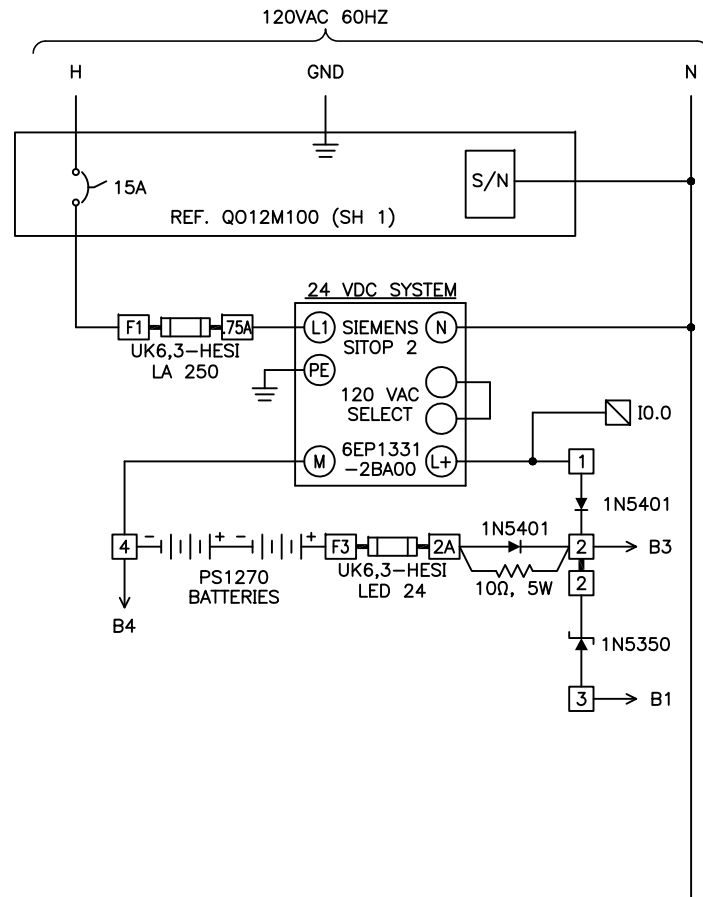 120VAC 60HZ
H
GND
N
15A
S/N
REF. QO12M100 (SH 1)
24 VDC SYSTEM
F1
.75A
L1
SIEMENS
N
SITOP 2
UK6,3-HESI
LA 250
PE
120 VAC
SELECT
I0.0
M
6EP1331
-2BA00
L+
1
1N5401
4
- + - +
F3
2A
1N5401
2
B3
PS1270
BATTERIES
UK6,3-HESI
LED 24
10Ω, 5W
2
B4
1N5350
3
B1